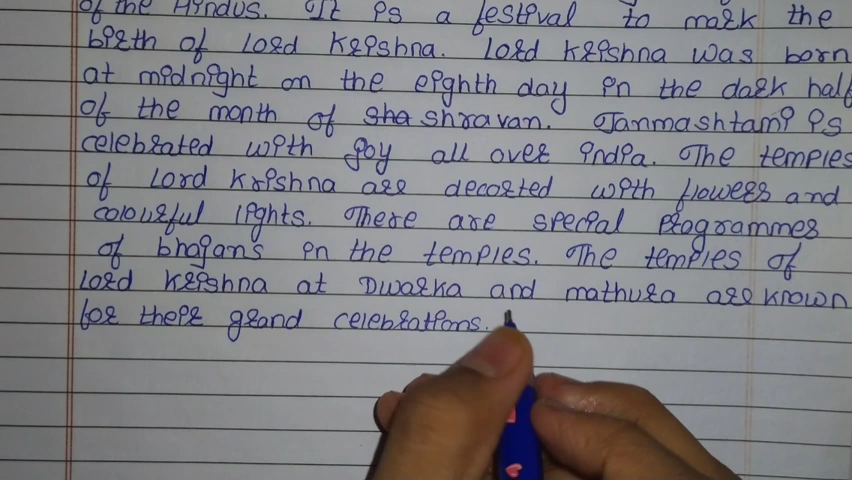 of the Hindus. It is a festival to mark the
birth of Lord Krishna. Lord Krishna was born
at midnight on the eighth day in the dark half
of the month of sha shravan. Janmashtami is
celebrated with joy all over india. The temples
of Lord Krishna are decorted with flowers and
colourful lights. There are special programmes
of bhajans in the temples. The temples of
Lord Krishna at Dwarka and mathura are known
for their grand celebrations.